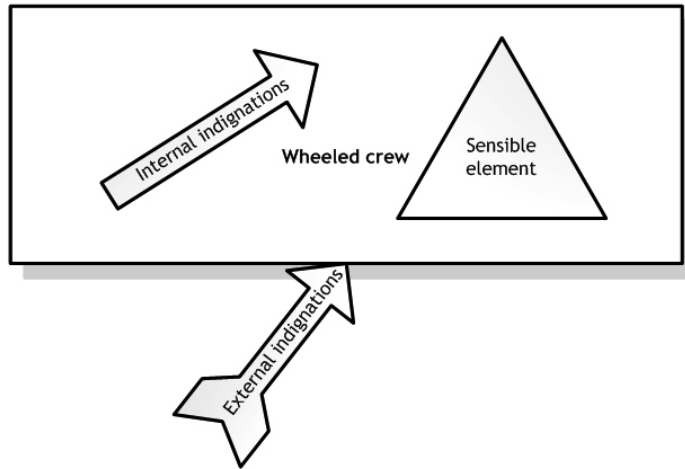 Internal indignations
Wheeled crew
Sensible
element
External indignations